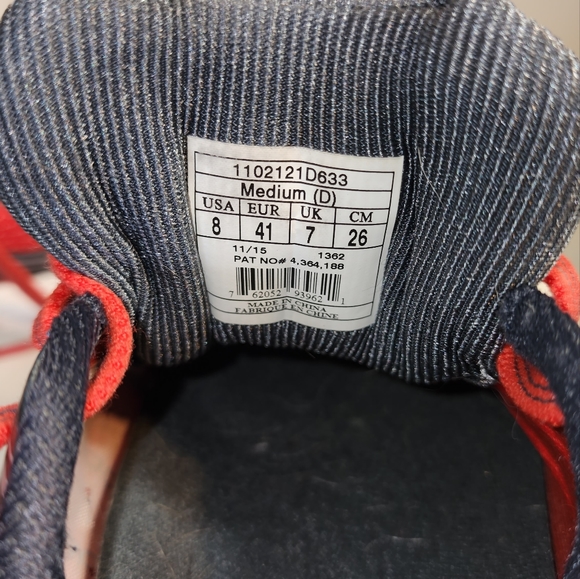 1102121D633
Medium (D)
USA EUR UK CM
8 41 7 26
11/15 1362
PAT NO# 4,364,188
7 62052 93962 1
MADE IN CHINA
FABRIQUE EN CHINE